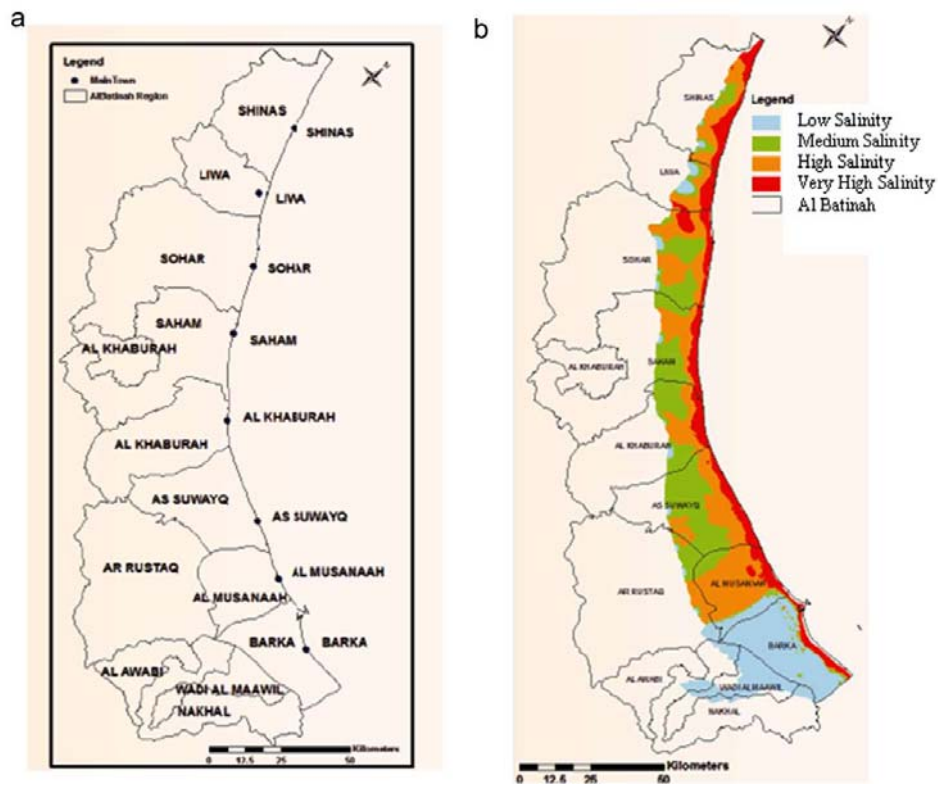 a
Legend
Main Town
Al Batinah Region
N
SHINAS
SHINAS
LIWA
LIWA
SOHAR
SOHAR
SAHAM
SAHAM
AL KHABURAH
AL KHABURAH
AL KHABURAH
AS SUWAYQ
AS SUWAYQ
AR RUSTAQ
AL MUSANAAH
AL MUSANAAH
BARKA
BARKA
AL AWABI
WADI AL MAAWIL
NAKHAL
Kilometers
0 12.5 25 50
b
N
Legend
Low Salinity
Medium Salinity
High Salinity
Very High Salinity
Al Batinah
SHINAS
LIWA
SOHAR
SAHAM
AL KHABURAH
AL KHABURAH
AS SUWAYQ
AL MUSANAAH
AR RUSTAQ
BARKA
AL AWABI
WADI AL MAAWIL
NAKHAL
Kilometers
0 12.5 25 50